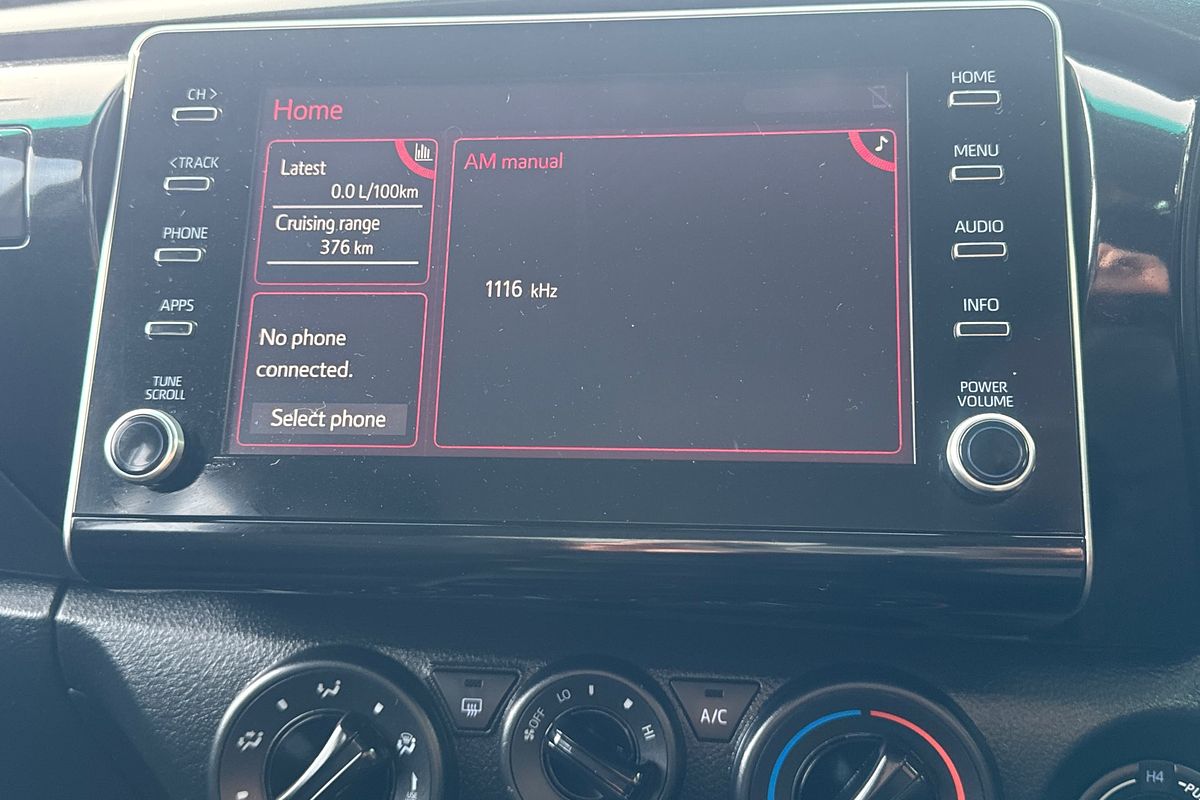 CH >
< TRACK
PHONE
APPS
TUNE
SCROLL
Home
Latest
0.0 L/100km
Cruising range
376 km
No phone
connected.
Select phone
AM manual
1116 kHz
HOME
MENU
AUDIO
INFO
POWER
VOLUME
OFF
LO
HI
A/C
H4